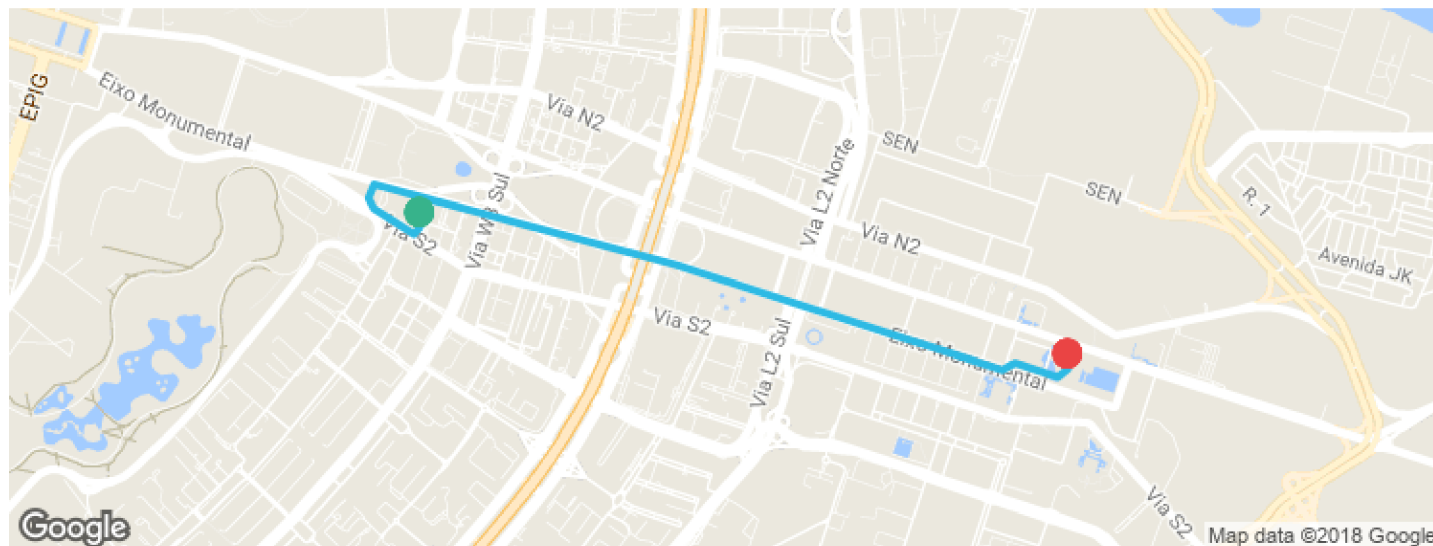 EPIG
Eixo Monumental
Via N2
SEN
Via L2 Norte
SEN
R. 1
Via W3 Sul
Via S2
Via N2
Avenida JK
Via S2
Eixo Monumental
Via L2 Sul
Via S2
Google
Map data ©2018 Google